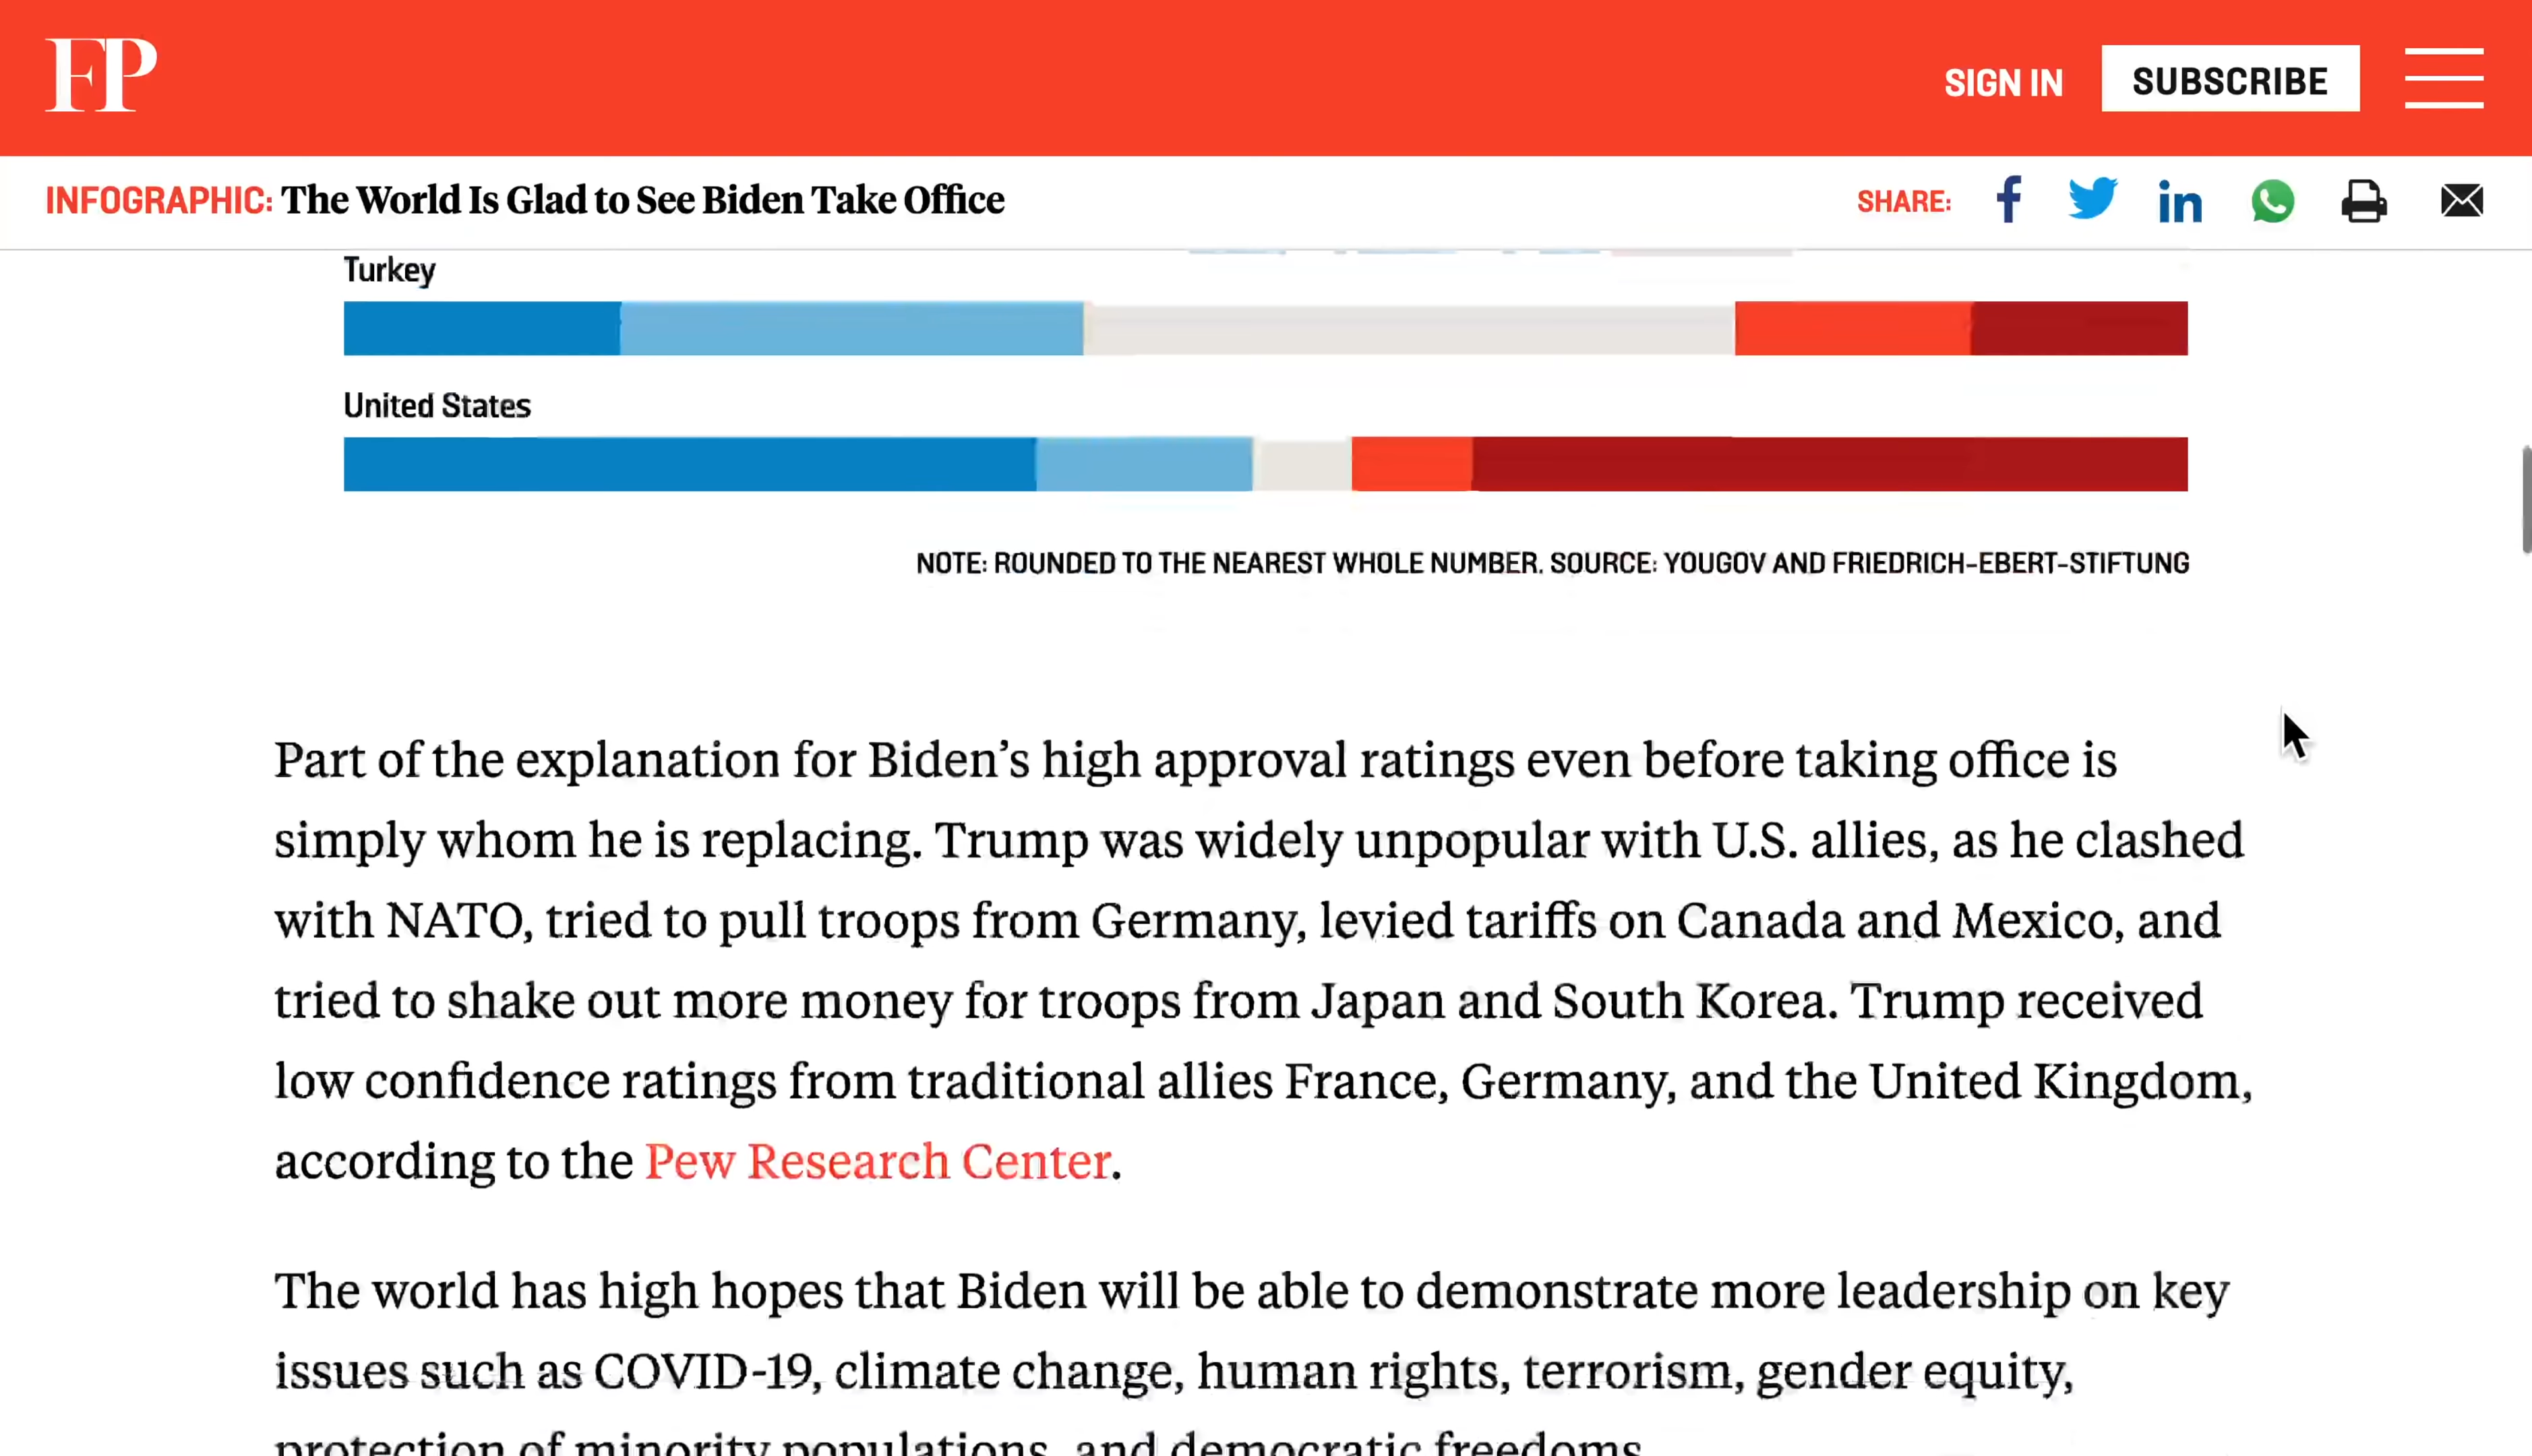 FP
SIGN IN
SUBSCRIBE
INFOGRAPHIC: The World Is Glad to See Biden Take Office
SHARE:
Turkey
United States
NOTE: ROUNDED TO THE NEAREST WHOLE NUMBER. SOURCE: YOUGOV AND FRIEDRICH-EBERT-STIFTUNG
Part of the explanation for Biden’s high approval ratings even before taking office is
simply whom he is replacing. Trump was widely unpopular with U.S. allies, as he clashed
with NATO, tried to pull troops from Germany, levied tariffs on Canada and Mexico, and
tried to shake out more money for troops from Japan and South Korea. Trump received
low confidence ratings from traditional allies France, Germany, and the United Kingdom,
according to the Pew Research Center.
The world has high hopes that Biden will be able to demonstrate more leadership on key
issues such as COVID-19, climate change, human rights, terrorism, gender equity,
protection of minority populations, and democratic freedoms.